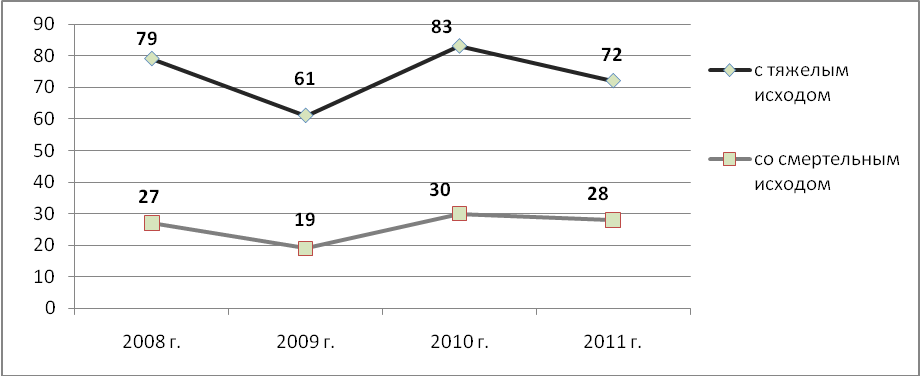 90
80
70
60
50
40
30
20
10
0
79
61
83
72
27
19
30
28
2008 г.
2009 г.
2010 г.
2011 г.
с тяжелым
исходом
со смертельным
исходом